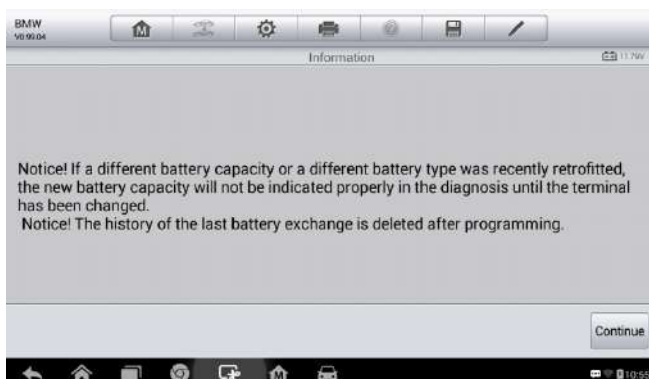 BMW
V0.99.04
Information
Notice! If a different battery capacity or a different battery type was recently retrofitted,
the new battery capacity will not be indicated properly in the diagnosis until the terminal
has been changed.
Notice! The history of the last battery exchange is deleted after programming.
Continue
10:55